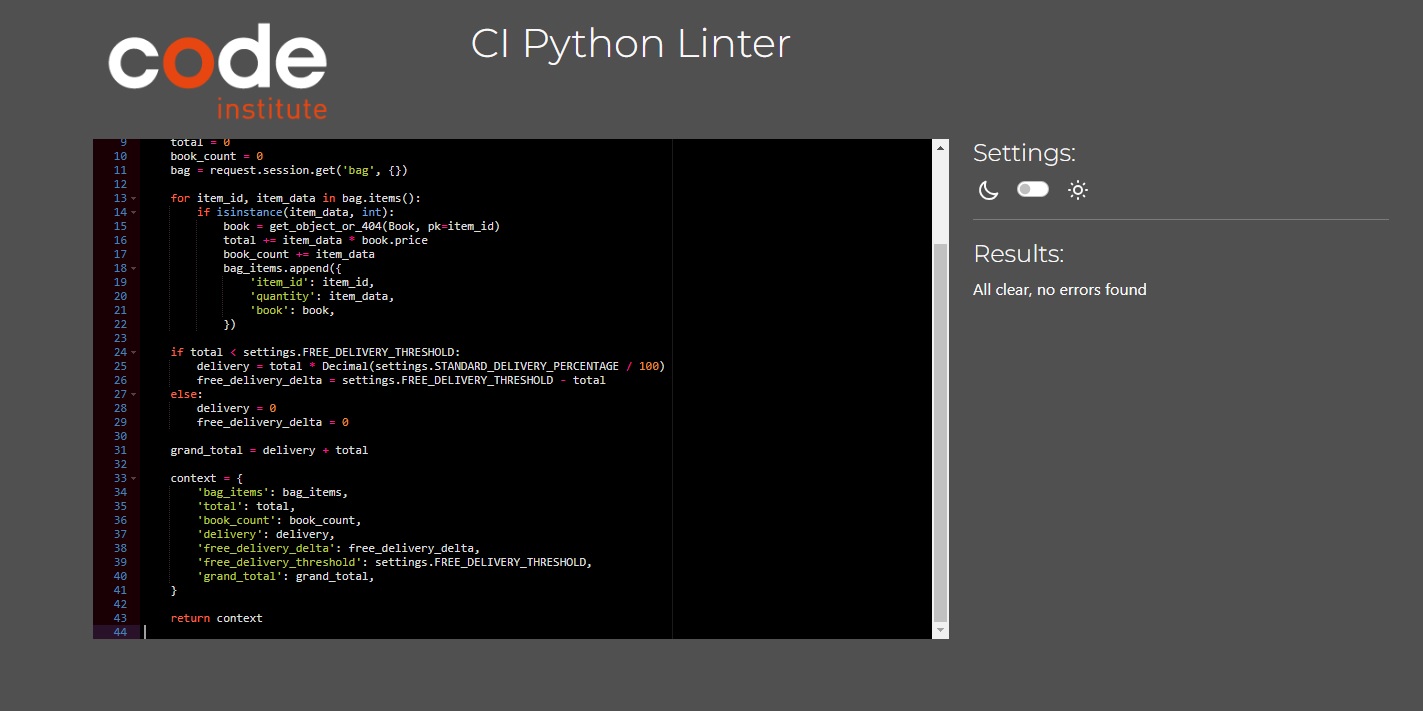 code
institute
CI Python Linter
9 total = 0
10 book_count = 0
11 bag = request.session.get('bag', {})
12
13 for item_id, item_data in bag.items():
14 if isinstance(item_data, int):
15 book = get_object_or_404(Book, pk=item_id)
16 total += item_data * book.price
17 book_count += item_data
18 bag_items.append({
19 'item_id': item_id,
20 'quantity': item_data,
21 'book': book,
22 })
23
24 if total < settings.FREE_DELIVERY_THRESHOLD:
25 delivery = total * Decimal(settings.STANDARD_DELIVERY_PERCENTAGE / 100)
26 free_delivery_delta = settings.FREE_DELIVERY_THRESHOLD - total
27 else:
28 delivery = 0
29 free_delivery_delta = 0
30
31 grand_total = delivery + total
32
33 context = {
34 'bag_items': bag_items,
35 'total': total,
36 'book_count': book_count,
37 'delivery': delivery,
38 'free_delivery_delta': free_delivery_delta,
39 'free_delivery_threshold': settings.FREE_DELIVERY_THRESHOLD,
40 'grand_total': grand_total,
41 }
42
43 return context
44
Settings:
Results:
All clear, no errors found